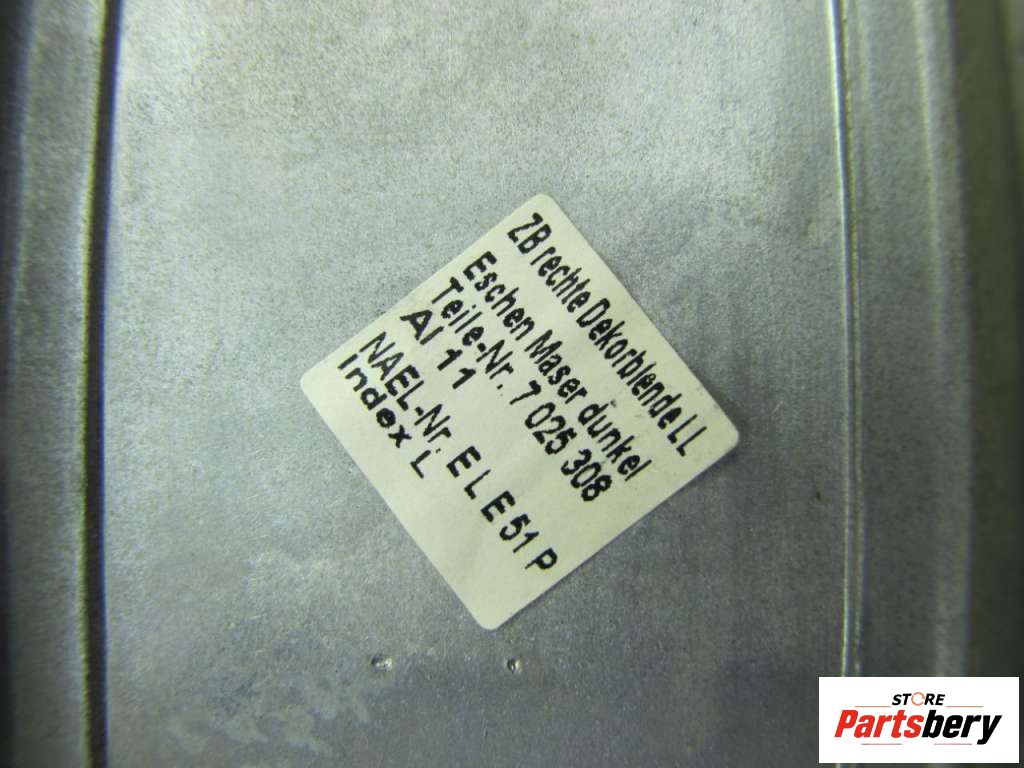 ZB rechte Dekorblende LL
Eschen Maser dunkel
Teile-Nr. 7 025 308
AI 11
NAEL-Nr. E L E 51 P
Index L
STORE
Partsbery